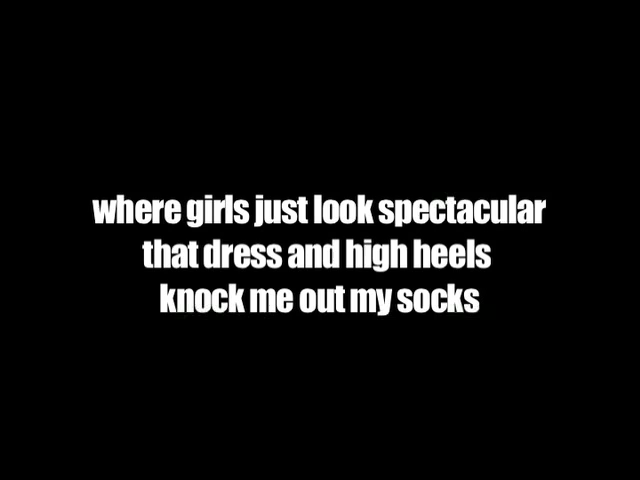 where girls just look spectacular
that dress and high heels
knock me out my socks